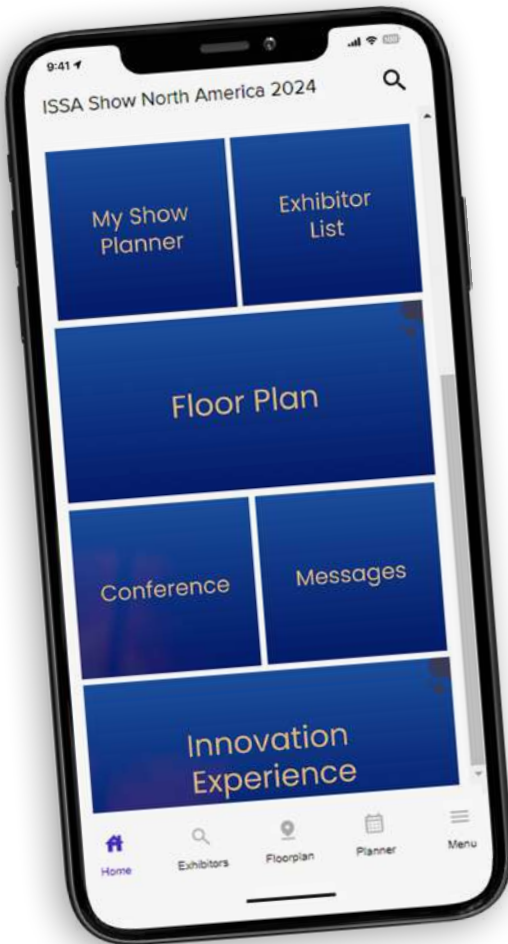 9:41
ISSA Show North America 2024
My Show
Planner
Exhibitor
List
Floor Plan
Conference
Messages
Innovation
Experience
Home
Exhibitors
Floorplan
Planner
Menu